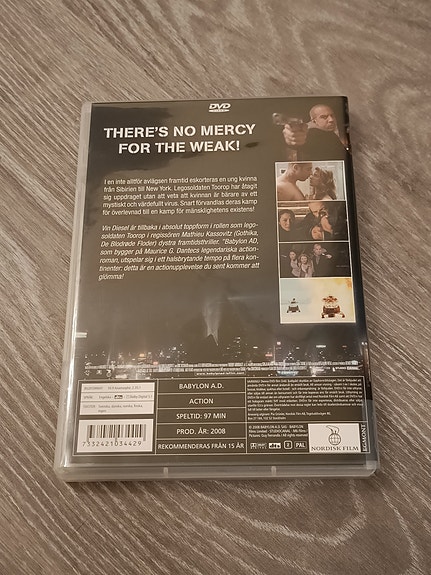 DVD
VIDEO
THERE'S NO MERCY
FOR THE WEAK!
I en inte alltför avlägsen framtid eskorteras en ung kvinna
från Sibirien till New York. Legosoldaten Toorop har åtagit
sig uppdraget utan att veta att kvinnan är bärare av ett
mystiskt och värdefullt virus. Snart förvandlas deras kamp
för överlevnad till en kamp för mänsklighetens existens!
Vin Diesel är tillbaka i absolut toppform i rollen som lego-
soldaten Toorop i regissören Mathieu Kassovitz (Gothika,
De Blodröda Floder) dystra framtidsthriller. "Babylon AD,
som bygger på Maurice G. Dantecs legendariska action-
roman, utspelar sig i ett halsbrytande tempo på flera kon-
tinenter; detta är en actionupplevelse du sent kommer att
glömma!
BABYLON A.D.
ACTION
SPELTID: 97 MIN
PROD. ÅR: 2008
REKOMMENDERAS FRÅN 15 ÅR
7332421034429
dts
2
PAL
NORDISK FILM
EGMONT